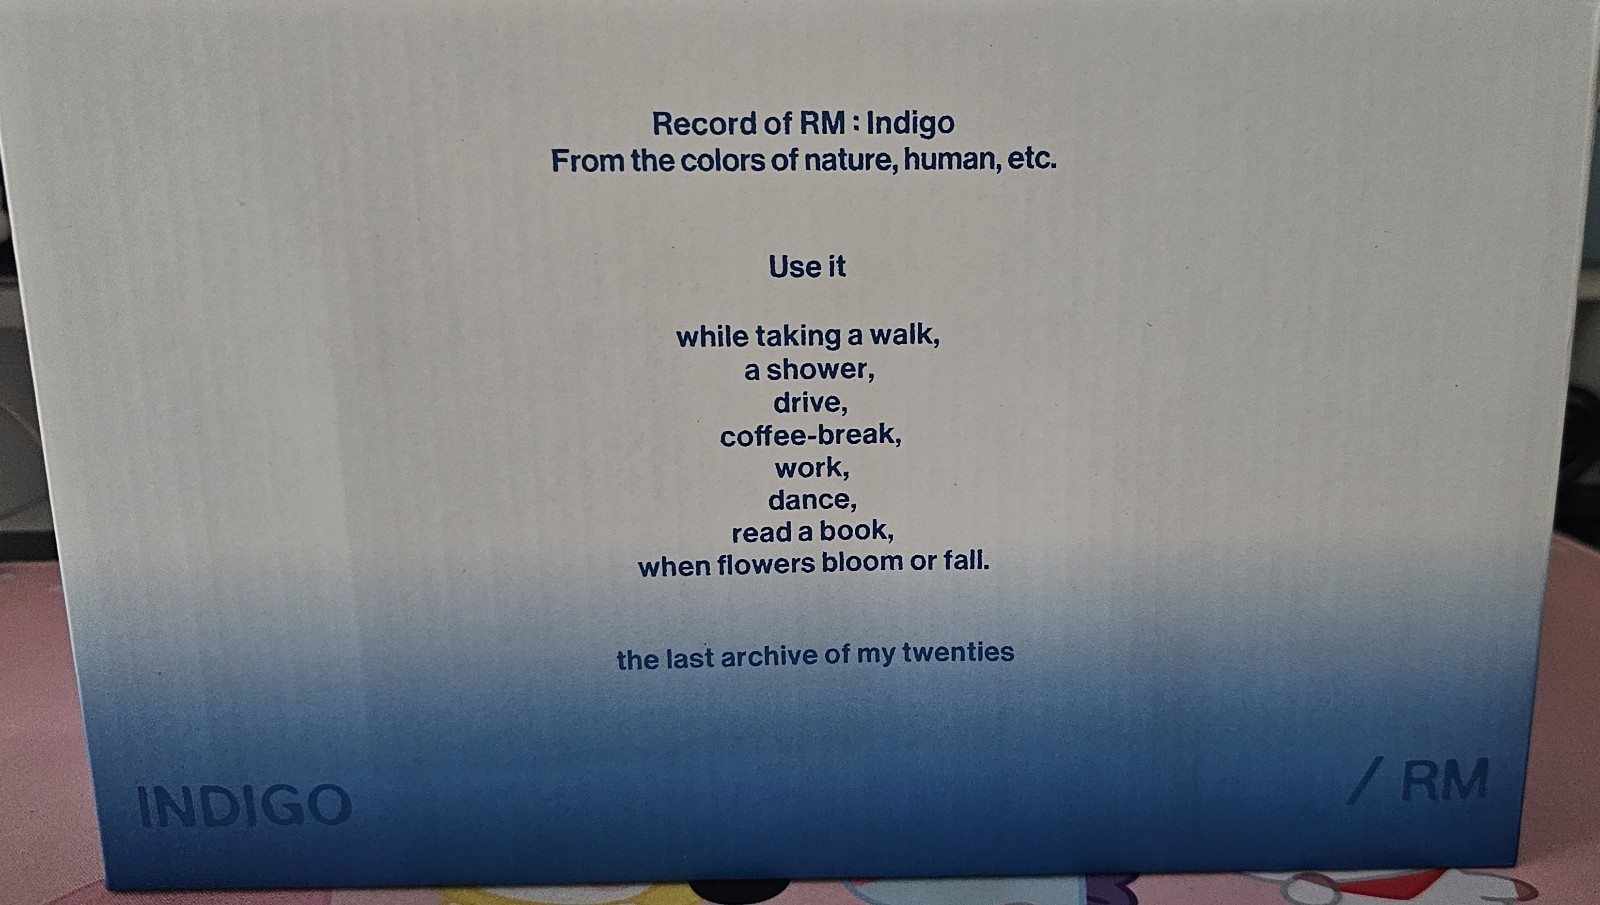 Record of RM : Indigo
From the colors of nature, human, etc.
Use it
while taking a walk,
a shower,
drive,
coffee-break,
work,
dance,
read a book,
when flowers bloom or fall.
the last archive of my twenties
INDIGO / RM